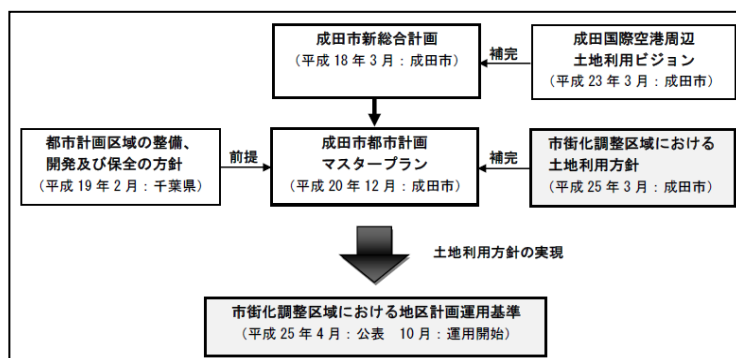 成田市新総合計画
（平成 18 年 3 月：成田市）
補完
成田国際空港周辺
土地利用ビジョン
（平成 23 年 3 月：成田市）
都市計画区域の整備、
開発及び保全の方針
（平成 19 年 2 月：千葉県）
前提
成田市都市計画
マスタープラン
（平成 20 年 12 月：成田市）
補完
市街化調整区域における
土地利用方針
（平成 25 年 3 月：成田市）
土地利用方針の実現
市街化調整区域における地区計画運用基準
（平成 25 年 4 月：公表　10 月：運用開始）